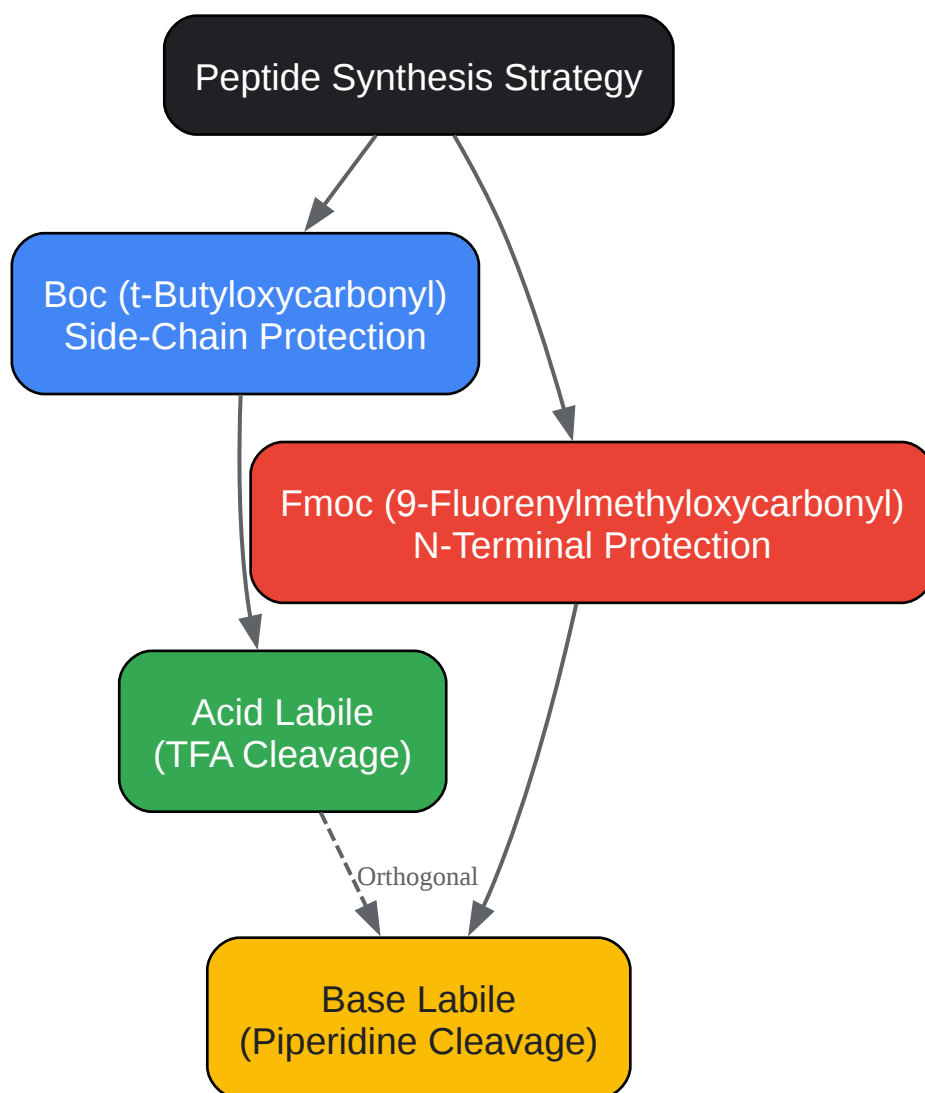 Peptide Synthesis Strategy
Boc (t-Butyloxycarbonyl)
Side-Chain Protection
Fmoc (9-Fluorenylmethyloxycarbonyl)
N-Terminal Protection
Acid Labile
(TFA Cleavage)
Orthogonal
Base Labile
(Piperidine Cleavage)